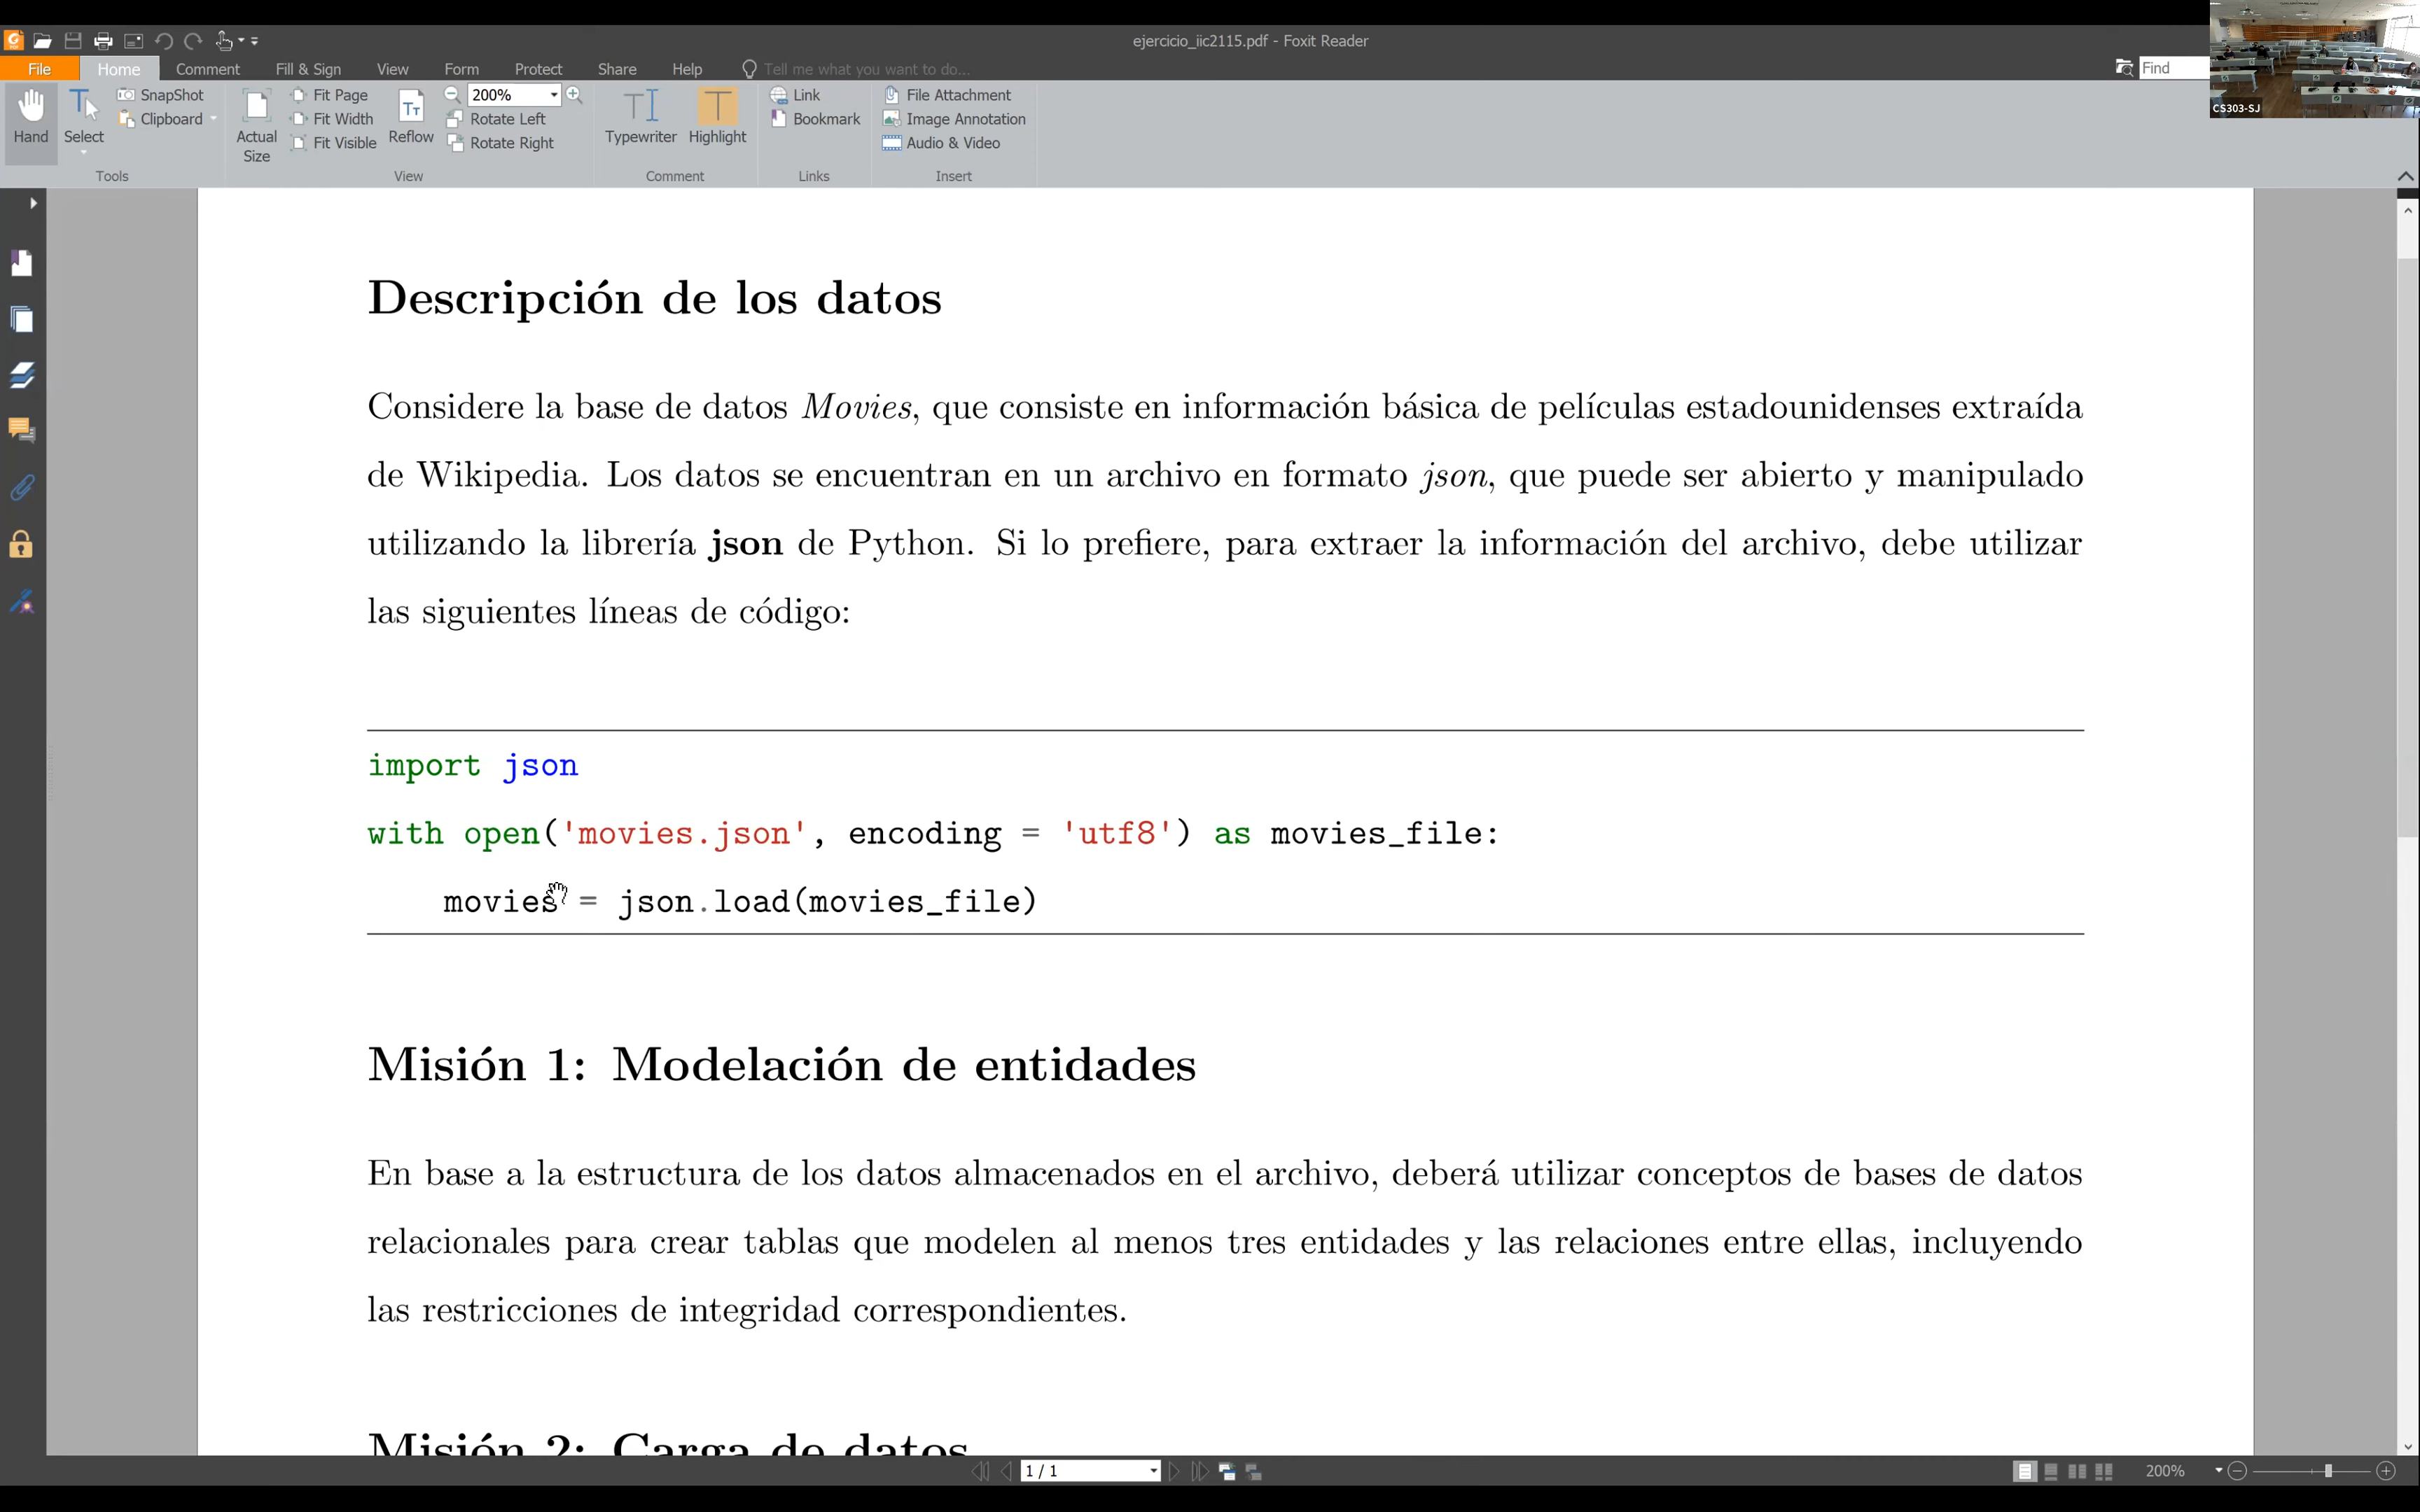 ejercicio_iic2115.pdf - Foxit Reader
File Home Comment Fill & Sign View Form Protect Share Help Tell me what you want to do... Find
Hand
Select
SnapShot
Clipboard
Tools
Actual Size
Fit Page
Fit Width
Fit Visible
Reflow
200%
Rotate Left
Rotate Right
View
Typewriter
Highlight
Comment
Link
Bookmark
Links
File Attachment
Image Annotation
Audio & Video
Insert
CS303-SJ
Descripción de los datos
Considere la base de datos Movies, que consiste en información básica de películas estadounidenses extraída
de Wikipedia. Los datos se encuentran en un archivo en formato json, que puede ser abierto y manipulado
utilizando la librería json de Python. Si lo prefiere, para extraer la información del archivo, debe utilizar
las siguientes líneas de código:
import json
with open('movies.json', encoding = 'utf8') as movies_file:
movies = json.load(movies_file)
Misión 1: Modelación de entidades
En base a la estructura de los datos almacenados en el archivo, deberá utilizar conceptos de bases de datos
relacionales para crear tablas que modelen al menos tres entidades y las relaciones entre ellas, incluyendo
las restricciones de integridad correspondientes.
Misión 2: Carga de datos
1 / 1
200%